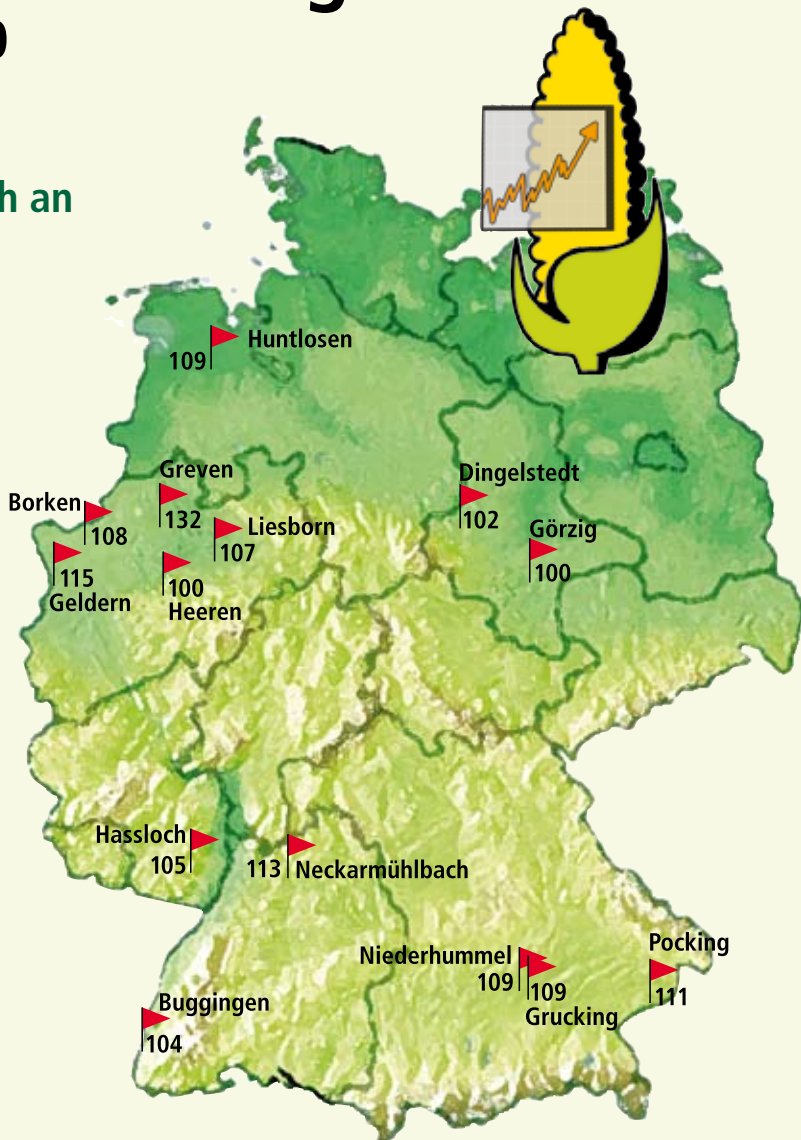 h an
Huntlosen
109
Greven
132
Borken
108
Liesborn
107
115
Geldern
100
Heeren
Dingelstedt
102
Görzig
100
Hassloch
105
113 Neckarmühlbach
Niederhummel
109
109
Grucking
Pocking
111
Buggingen
104